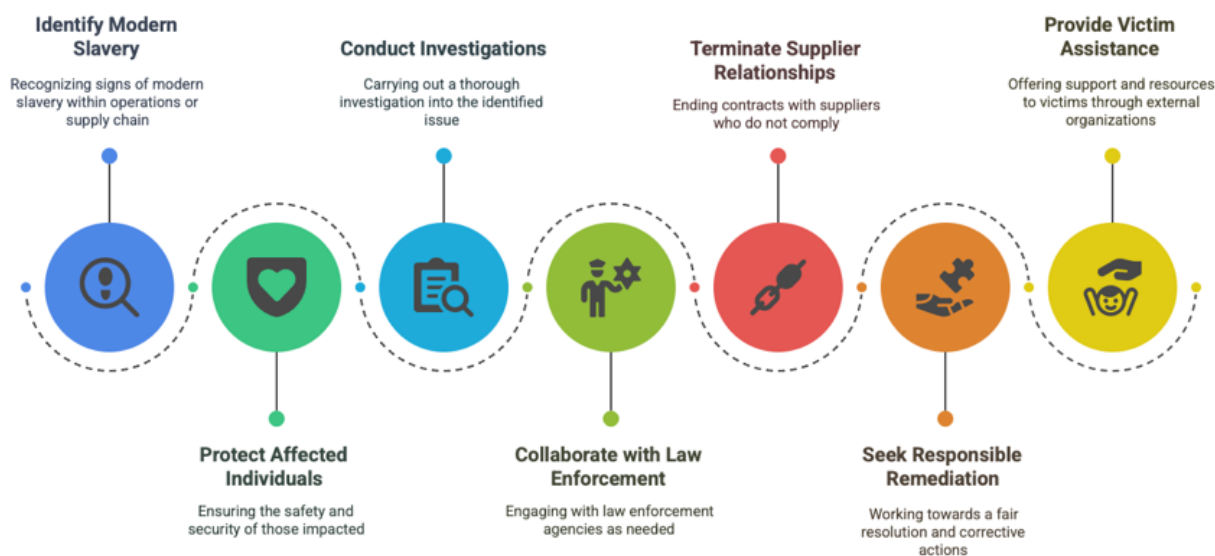 Identify Modern
Slavery
Recognizing signs of modern
slavery within operations or
supply chain
Protect Affected
Individuals
Ensuring the safety and
security of those impacted
Conduct Investigations
Carrying out a thorough
investigation into the identified
issue
Collaborate with Law
Enforcement
Engaging with law enforcement
agencies as needed
Terminate Supplier
Relationships
Ending contracts with suppliers
who do not comply
Seek Responsible
Remediation
Working towards a fair
resolution and corrective
actions
Provide Victim
Assistance
Offering support and resources
to victims through external
organizations